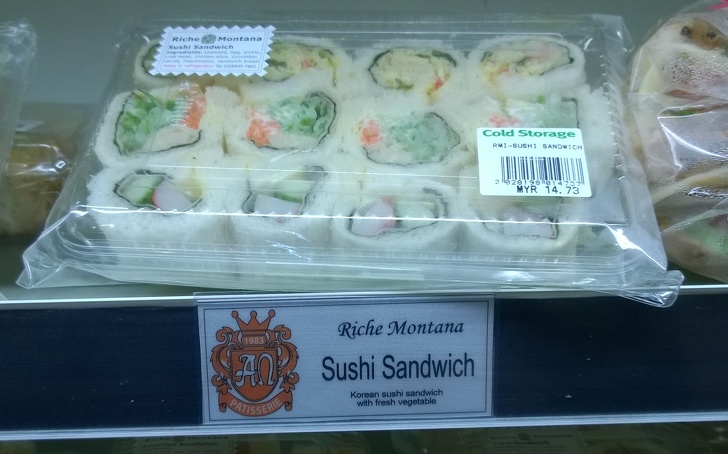 Riche Montana
Sushi Sandwich
Cold Storage
RMI-SUSHI SANDWICH
MYR 14.73
1983
AN
PATISSERIE
Riche Montana
Sushi Sandwich
Korean sushi sandwich
with fresh vegetable